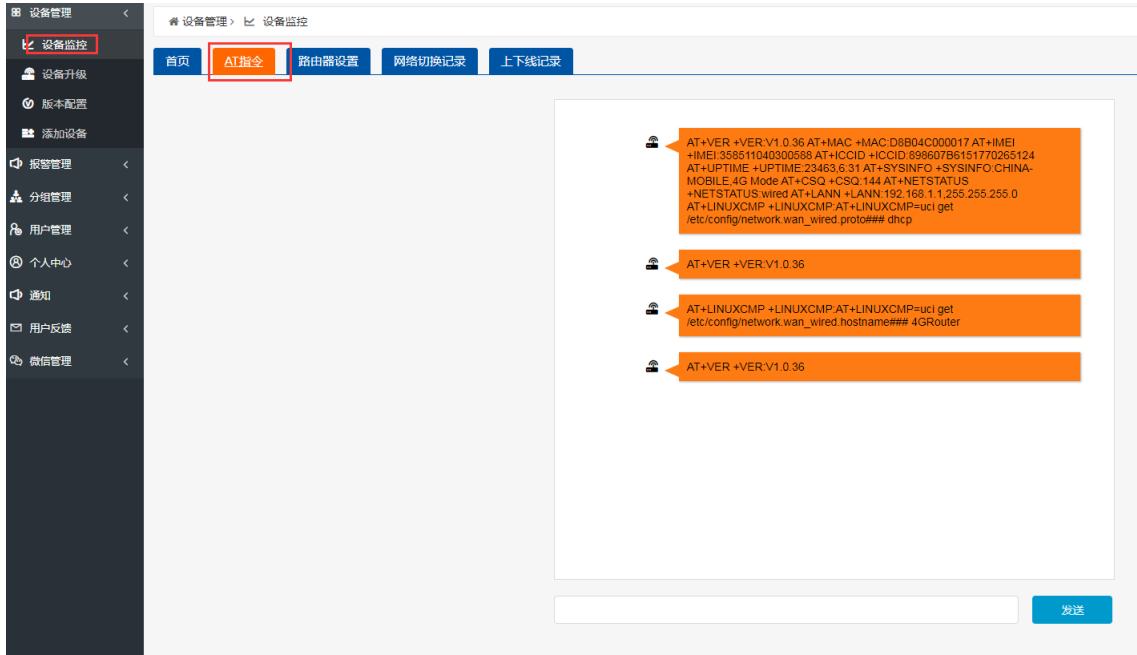 设备管理
设备监控
设备升级
版本配置
添加设备
报警管理
分组管理
用户管理
个人中心
通知
用户反馈
微信管理
设备管理> 设备监控
首页 AT指令 路由器设置 网络切换记录 上下线记录
AT+VER +VER:V1.0.36 AT+MAC +MAC:D8B04C000017 AT+IMEI
+IMEI:358511040300588 AT+ICCID +ICCID:898607B6151770265124
AT+UPTIME +UPTIME:23463,6:31 AT+SYSINFO +SYSINFO:CHINA-
MOBILE,4G Mode AT+CSQ +CSQ:144 AT+NETSTATUS
+NETSTATUS:wired AT+LANN +LANN:192.168.1.1,255.255.255.0
AT+LINUXCMP +LINUXCMP:AT+LINUXCMP=uci get
/etc/config/network.wan_wired.proto### dhcp
AT+VER +VER:V1.0.36
AT+LINUXCMP +LINUXCMP:AT+LINUXCMP=uci get
/etc/config/network.wan_wired.hostname### 4GRouter
AT+VER +VER:V1.0.36
发送